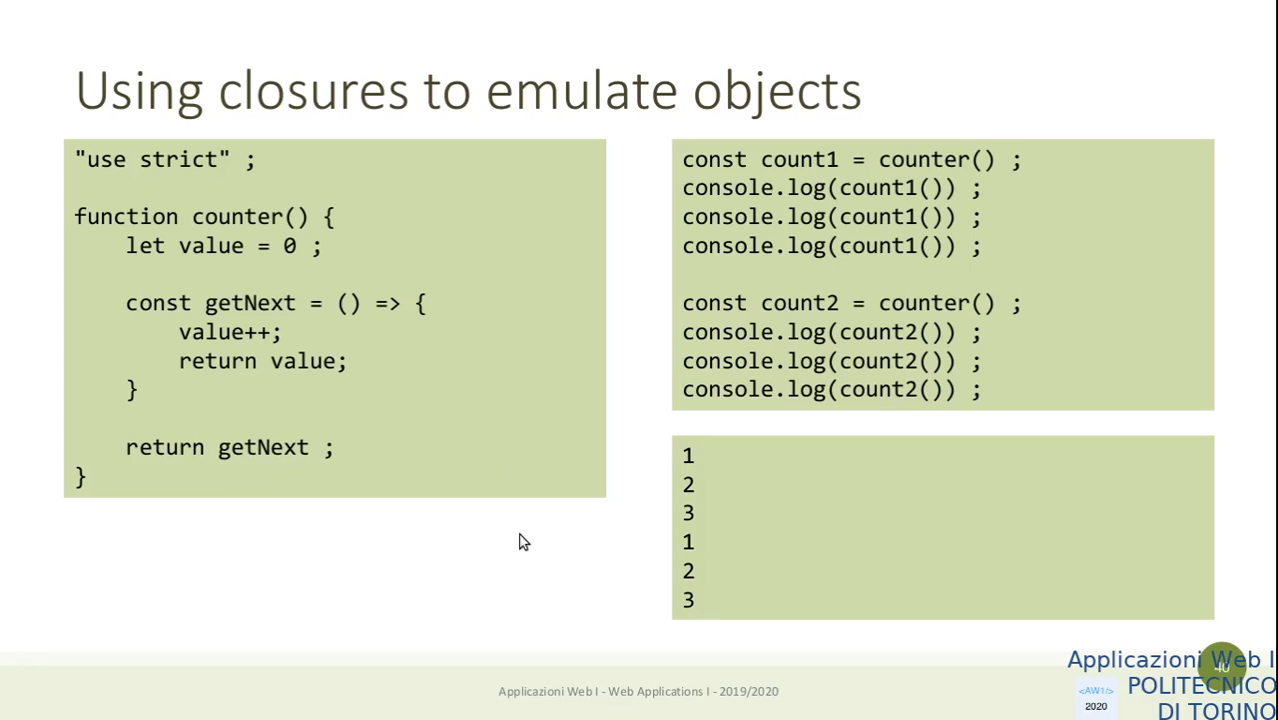 Using closures to emulate objects
"use strict" ;
function counter() {
    let value = 0 ;
    const getNext = () => {
        value++;
        return value;
    }
    return getNext ;
}
const count1 = counter() ;
console.log(count1()) ;
console.log(count1()) ;
console.log(count1()) ;
const count2 = counter() ;
console.log(count2()) ;
console.log(count2()) ;
console.log(count2()) ;
1
2
3
1
2
3
Applicazioni Web I - Web Applications I - 2019/2020
40
Applicazioni Web I
POLITECNICO
DI TORINO
<AW1/>
2020